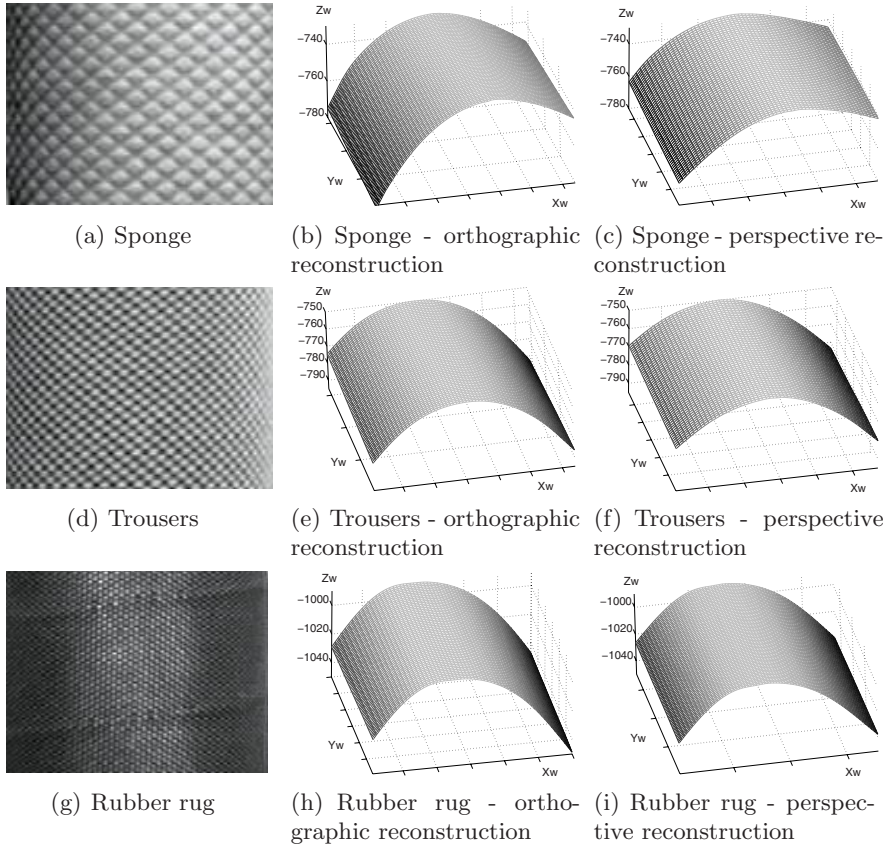 Zw
−740
−760
−780
Yw
Xw
Zw
−740
−760
−780
Yw
Xw
(a) Sponge
(b) Sponge - orthographic
reconstruction
(c) Sponge - perspective re-
construction
Zw
−750
−760
−770
−780
−790
Yw
Xw
Zw
−750
−760
−770
−780
−790
Yw
Xw
(d) Trousers
(e) Trousers - orthographic
reconstruction
(f) Trousers - perspective
reconstruction
Zw
−1000
−1020
−1040
Yw
Xw
Zw
−1000
−1020
−1040
Yw
Xw
(g) Rubber rug
(h) Rubber rug - ortho-
graphic reconstruction
(i) Rubber rug - perspec-
tive reconstruction